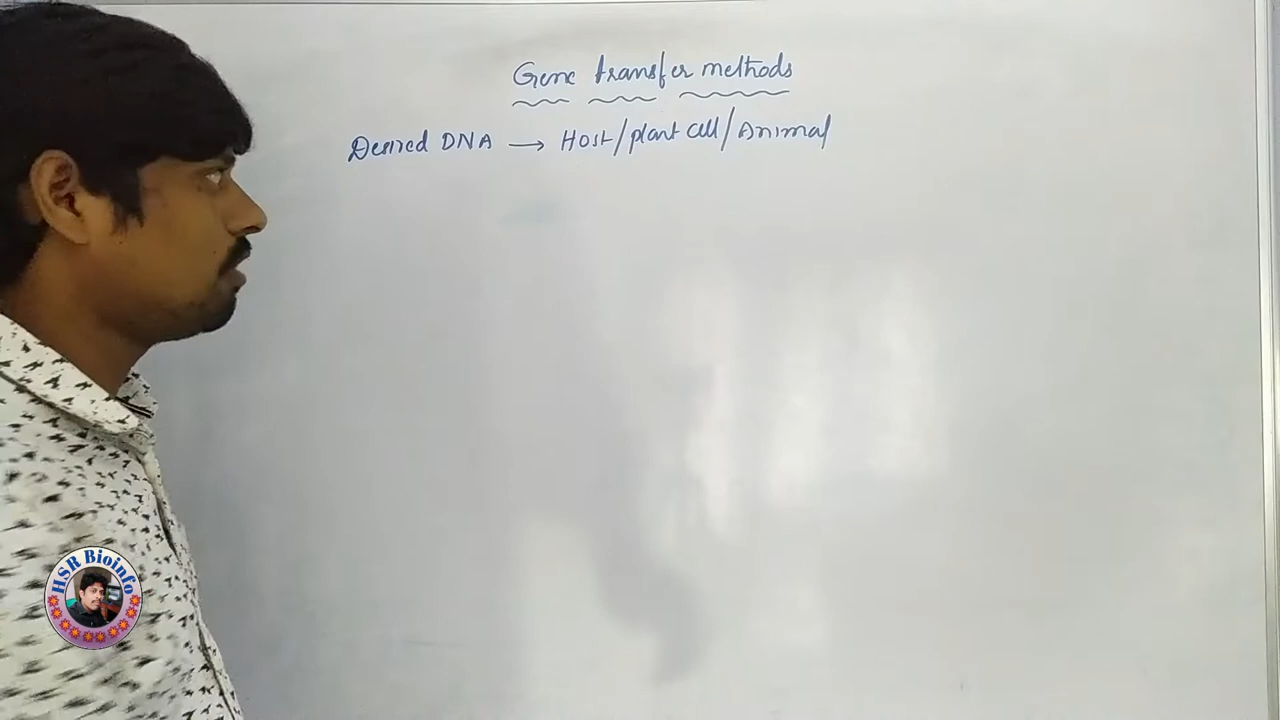 Gene transfer methods
Desired DNA → Host/plant cell/Animal
HSR Bioinfo